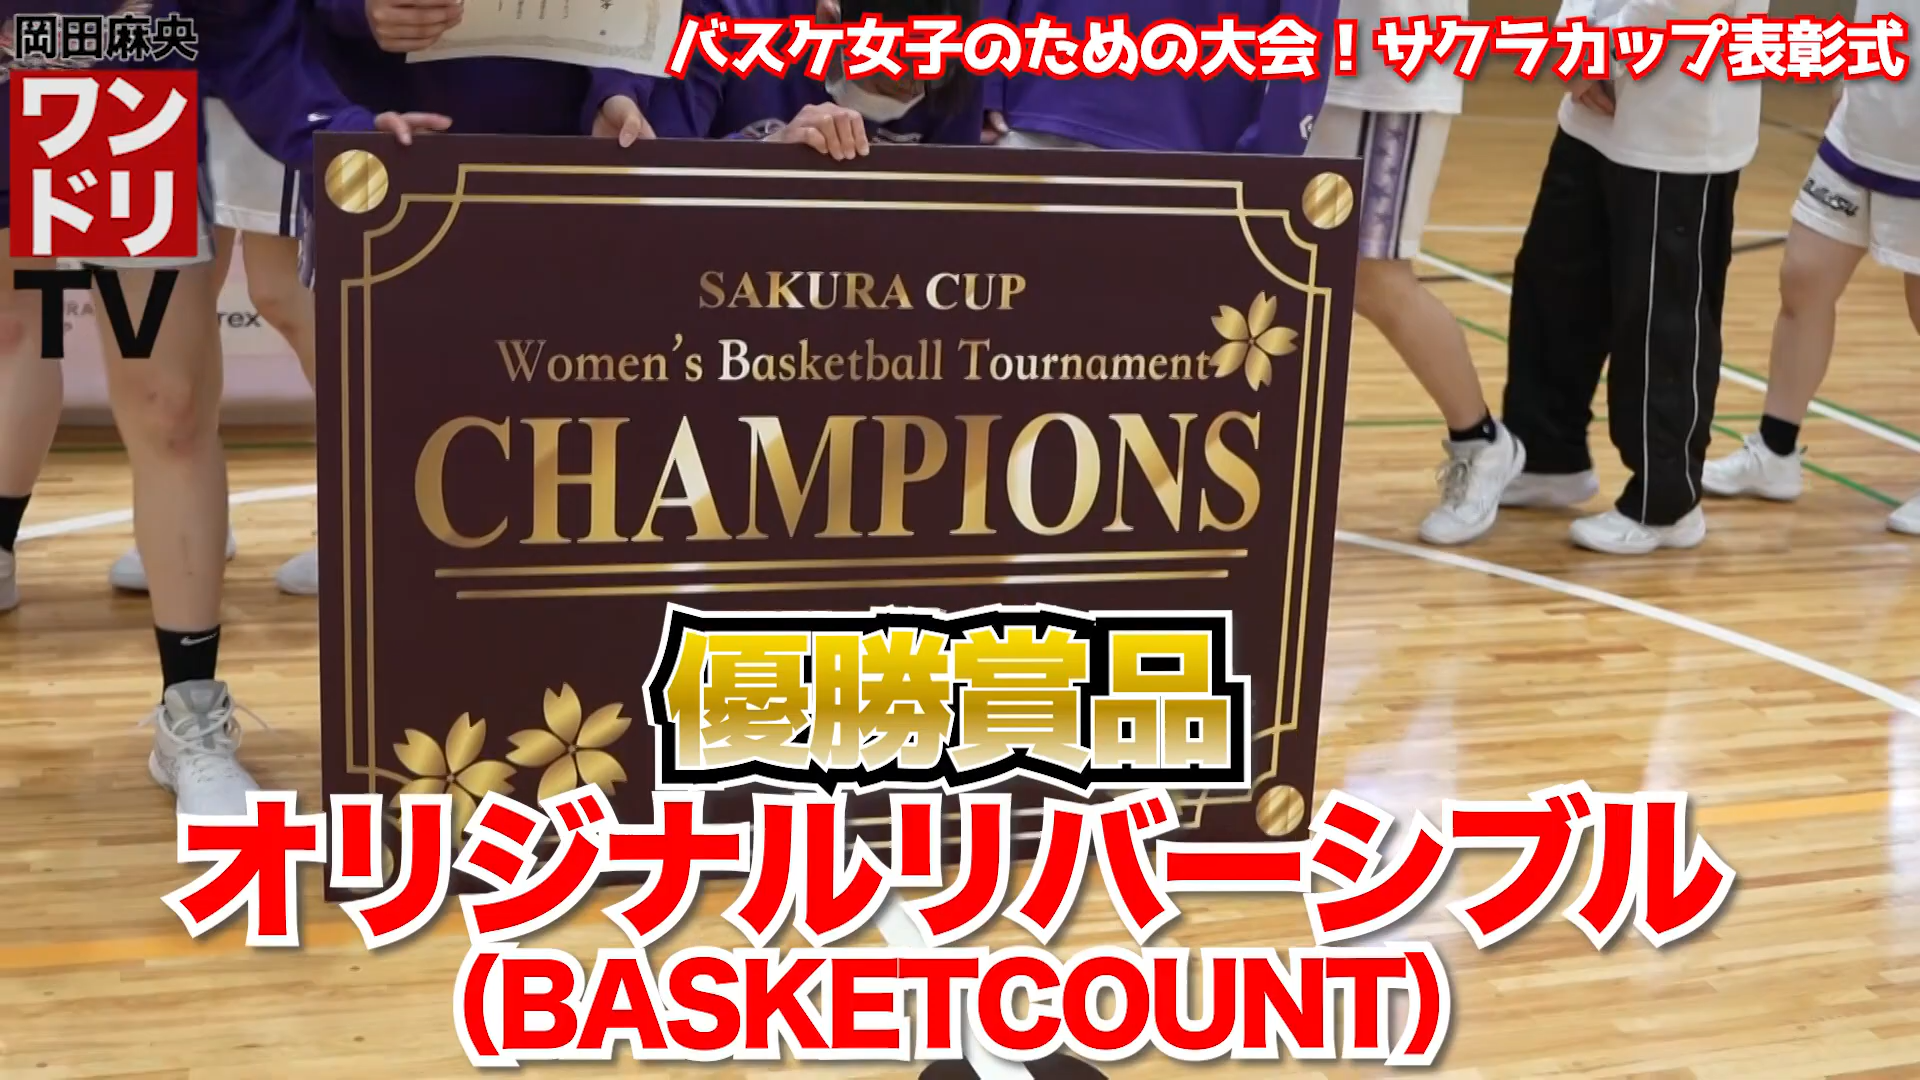 岡田麻央
ワン
ドリ
TV
バスケ女子のための大会！サクラカップ表彰式
SAKURA CUP
Women's Basketball Tournament
CHAMPIONS
優勝賞品
オリジナルリバーシブル
(BASKETCOUNT)